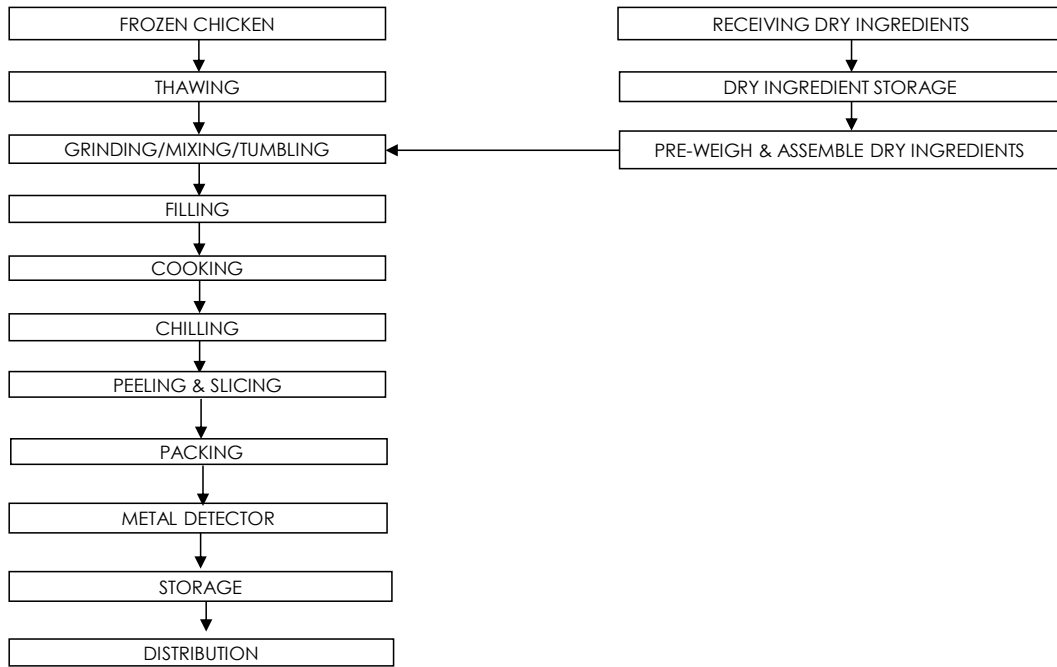 FROZEN CHICKEN
THAWING
GRINDING/MIXING/TUMBLING
FILLING
COOKING
CHILLING
PEELING & SLICING
PACKING
METAL DETECTOR
STORAGE
DISTRIBUTION
RECEIVING DRY INGREDIENTS
DRY INGREDIENT STORAGE
PRE-WEIGH & ASSEMBLE DRY INGREDIENTS